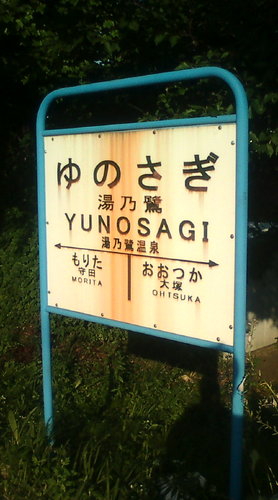 ゆのさぎ
湯乃鷺
YUNOSAGI
湯乃鷺温泉
もりた
守田
MORITA
おおつか
大塚
OHTSUKA